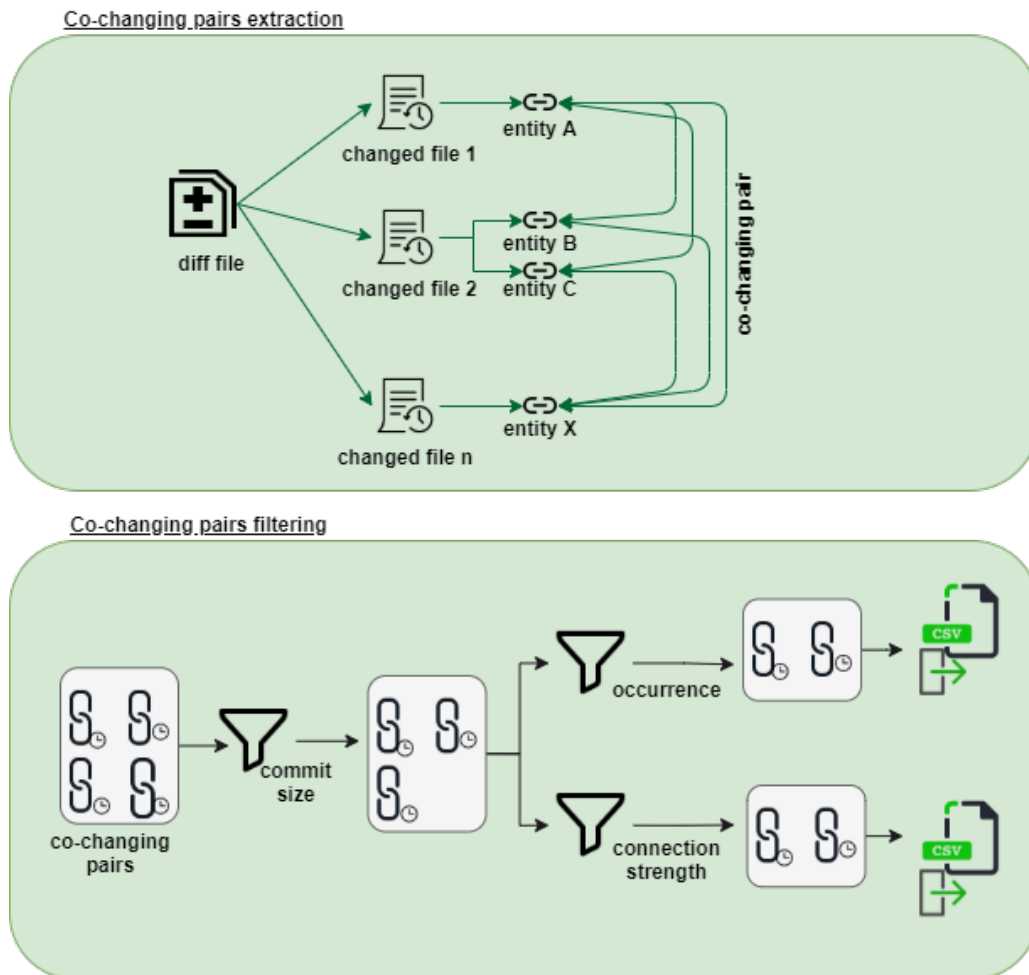 Co-changing pairs extraction
changed file 1
entity A
diff file
changed file 2
entity B
entity C
co-changing pair
changed file n
entity X
Co-changing pairs filtering
co-changing
pairs
commit
size
occurrence
CSV
connection
strength
CSV